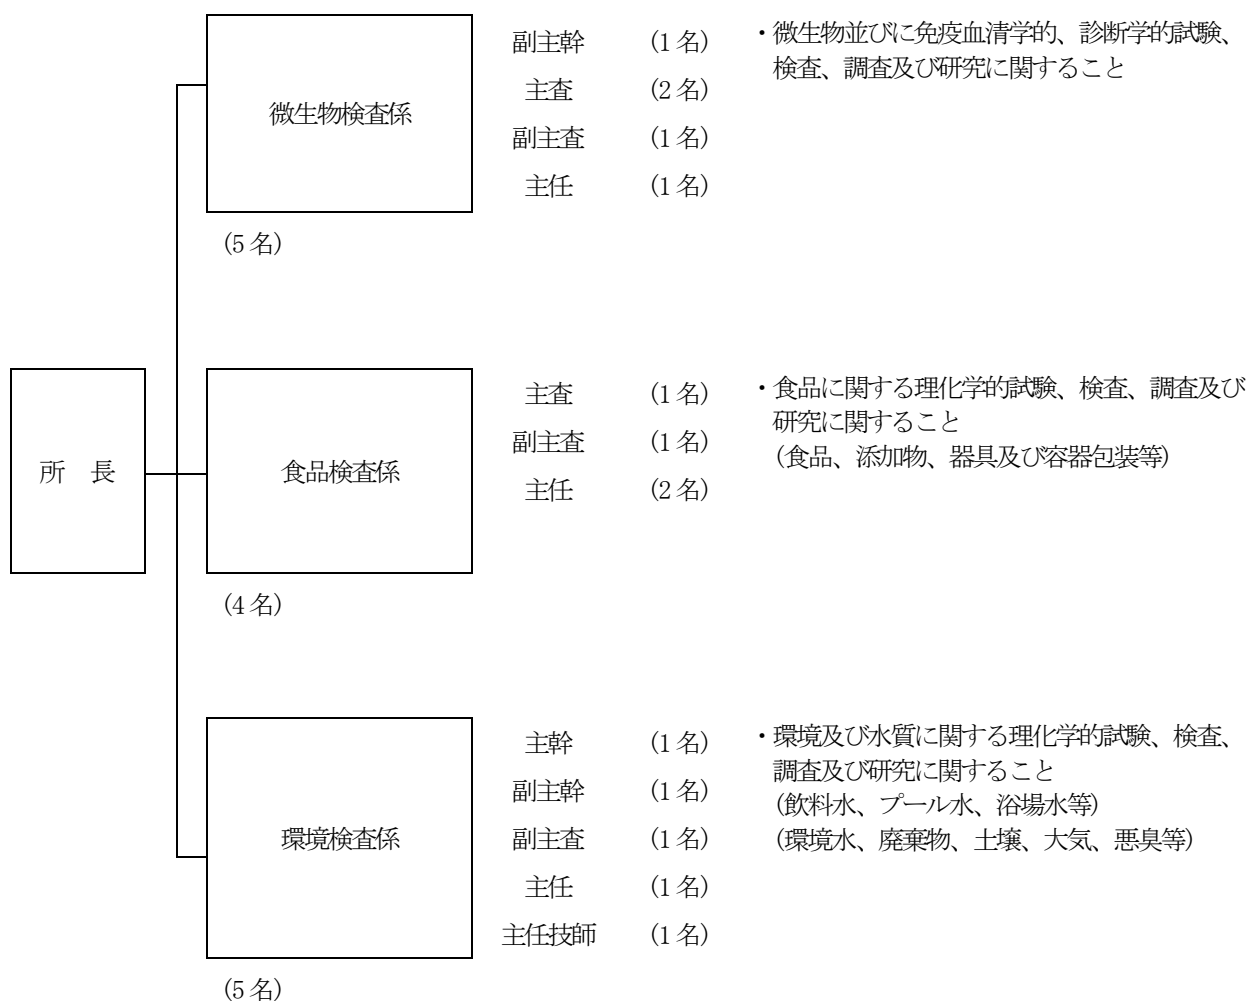 所　長
微生物検査係
(5名)
副主幹　(1名)
主査　(2名)
副主査　(1名)
主任　(1名)
・微生物並びに免疫血清学的、診断学的試験、
検査、調査及び研究に関すること
食品検査係
(4名)
主査　(1名)
副主査　(1名)
主任　(2名)
・食品に関する理化学的試験、検査、調査及び
研究に関すること
(食品、添加物、器具及び容器包装等)
環境検査係
(5名)
主幹　(1名)
副主幹　(1名)
副主査　(1名)
主任　(1名)
主任技師　(1名)
・環境及び水質に関する理化学的試験、検査、
調査及び研究に関すること
(飲料水、プール水、浴場水等)
(環境水、廃棄物、土壌、大気、悪臭等)